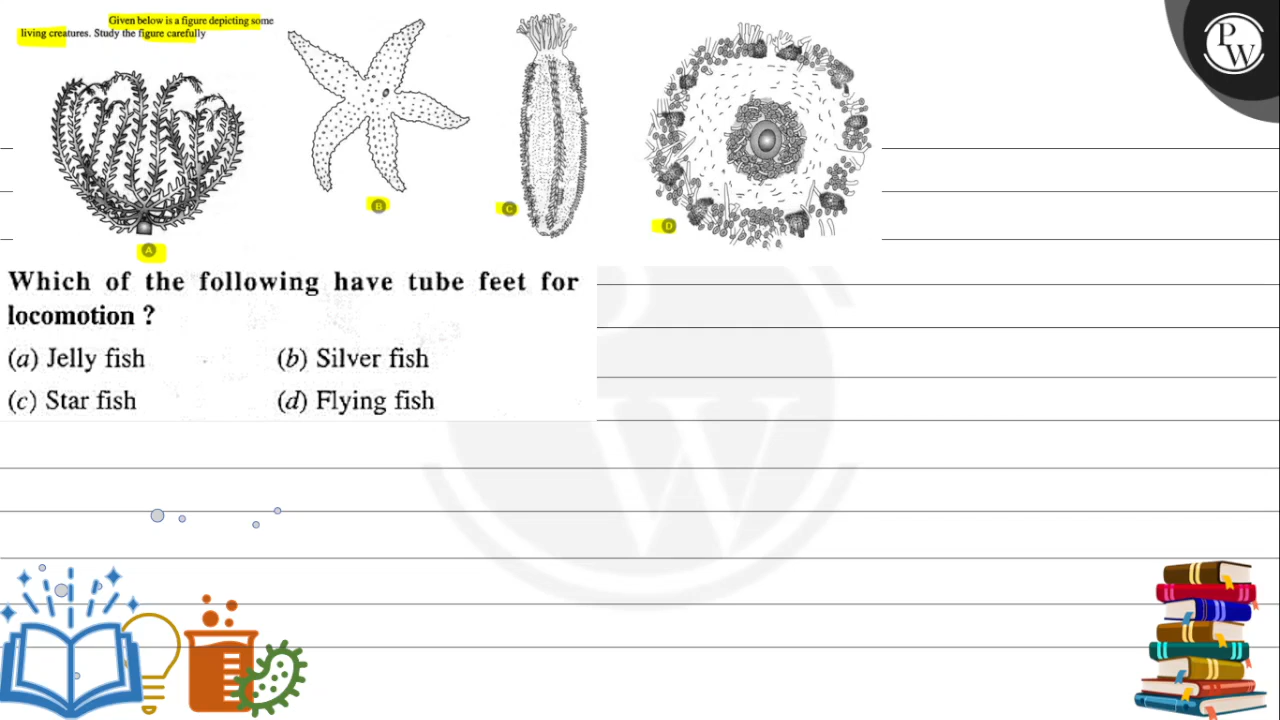 Given below is a figure depicting some
living creatures. Study the figure carefully
A
B
C
D
Which of the following have tube feet for
locomotion ?
(a) Jelly fish (b) Silver fish
(c) Star fish (d) Flying fish
P
W
P
W